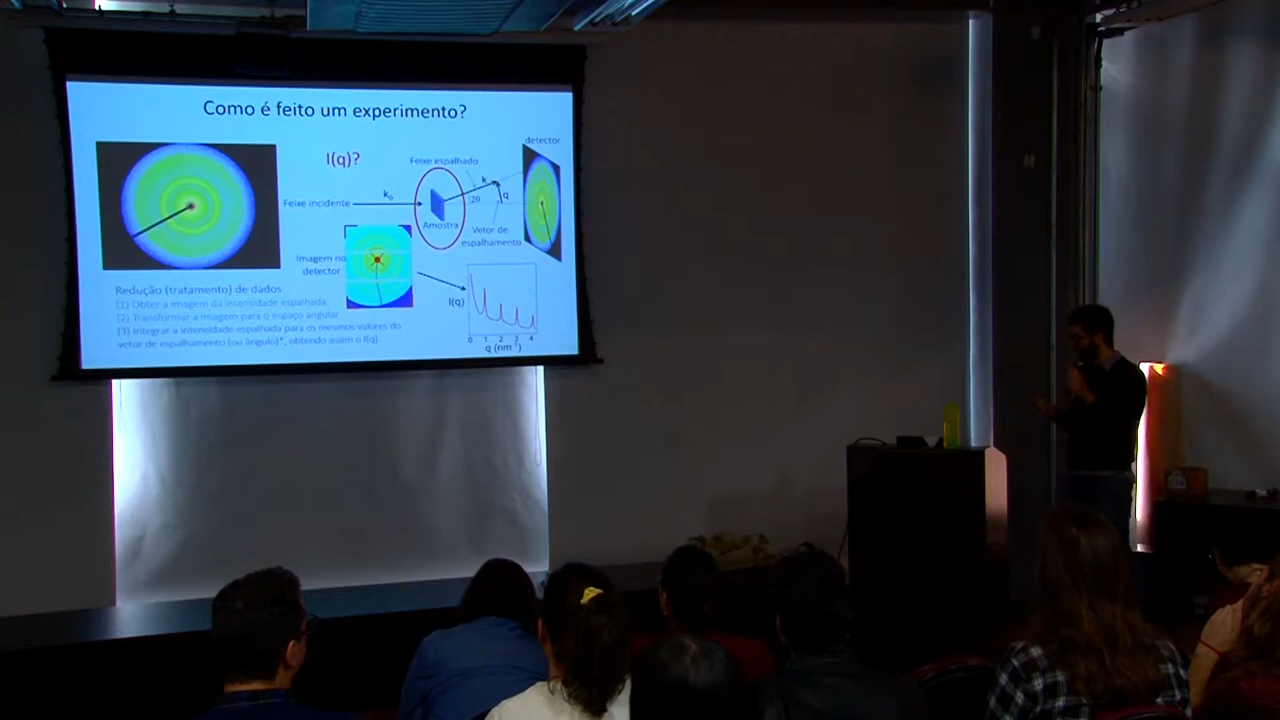 Como é feito um experimento?
detector
I(q)?
Feixe espalhado
k
k₀
2θ
q
Feixe incidente
Amostra
Vetor de
espalhamento
Imagem no
detector
I(q)
0 1 2 3 4
q (nm⁻¹)
Redução (tratamento) de dados
(1) Obter a imagem da intensidade espalhada
(2) Transformar a imagem para o espaço angular
(3) Integrar a intensidade espalhada para os mesmos valores do
vetor de espalhamento (ou ângulo)*, obtendo assim o I(q)